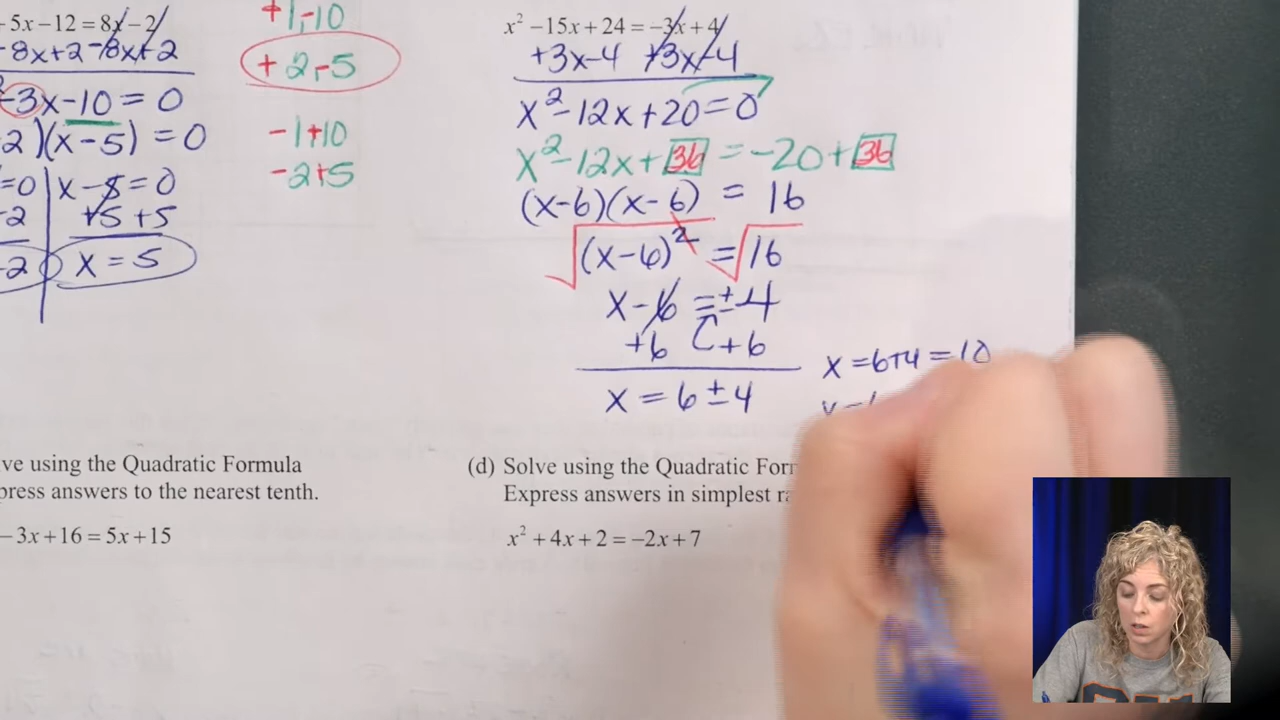 5x-12=8x-2
-8x+2 -8x+2
-3x-10=0
2)(x-5)=0
=0 x-5=0
-2 +5 +5
-2 x=5
+1,-10
+2,-5
-1+10
-2+5
x²-15x+24=-3x+4
+3x-4 +3x-4
x²-12x+20=0
x²-12x+36=-20+36
(x-6)(x-6)=16
√(x-6)²=√16
x-6=±4
+6 +6
x=6±4
x=6+4=10
using the Quadratic Formula
answers to the nearest tenth.
-3x+16=5x+15
(d) Solve using the Quadratic
Express answers in simplest
x²+4x+2=-2x+7